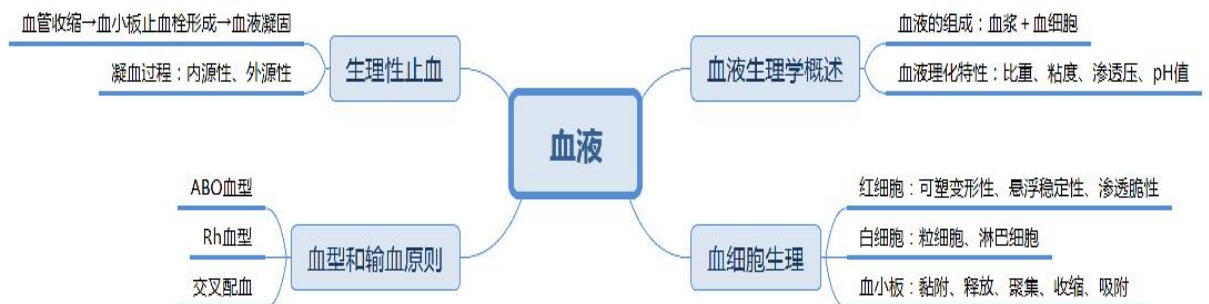 血液
血液生理学概述
血液的组成：血浆＋血细胞
血液理化特性：比重、粘度、渗透压、pH值
血细胞生理
红细胞：可塑变形性、悬浮稳定性、渗透脆性
白细胞：粒细胞、淋巴细胞
血小板：黏附、释放、聚集、收缩、吸附
生理性止血
血管收缩→血小板止血栓形成→血液凝固
凝血过程：内源性、外源性
血型和输血原则
ABO血型
Rh血型
交叉配血